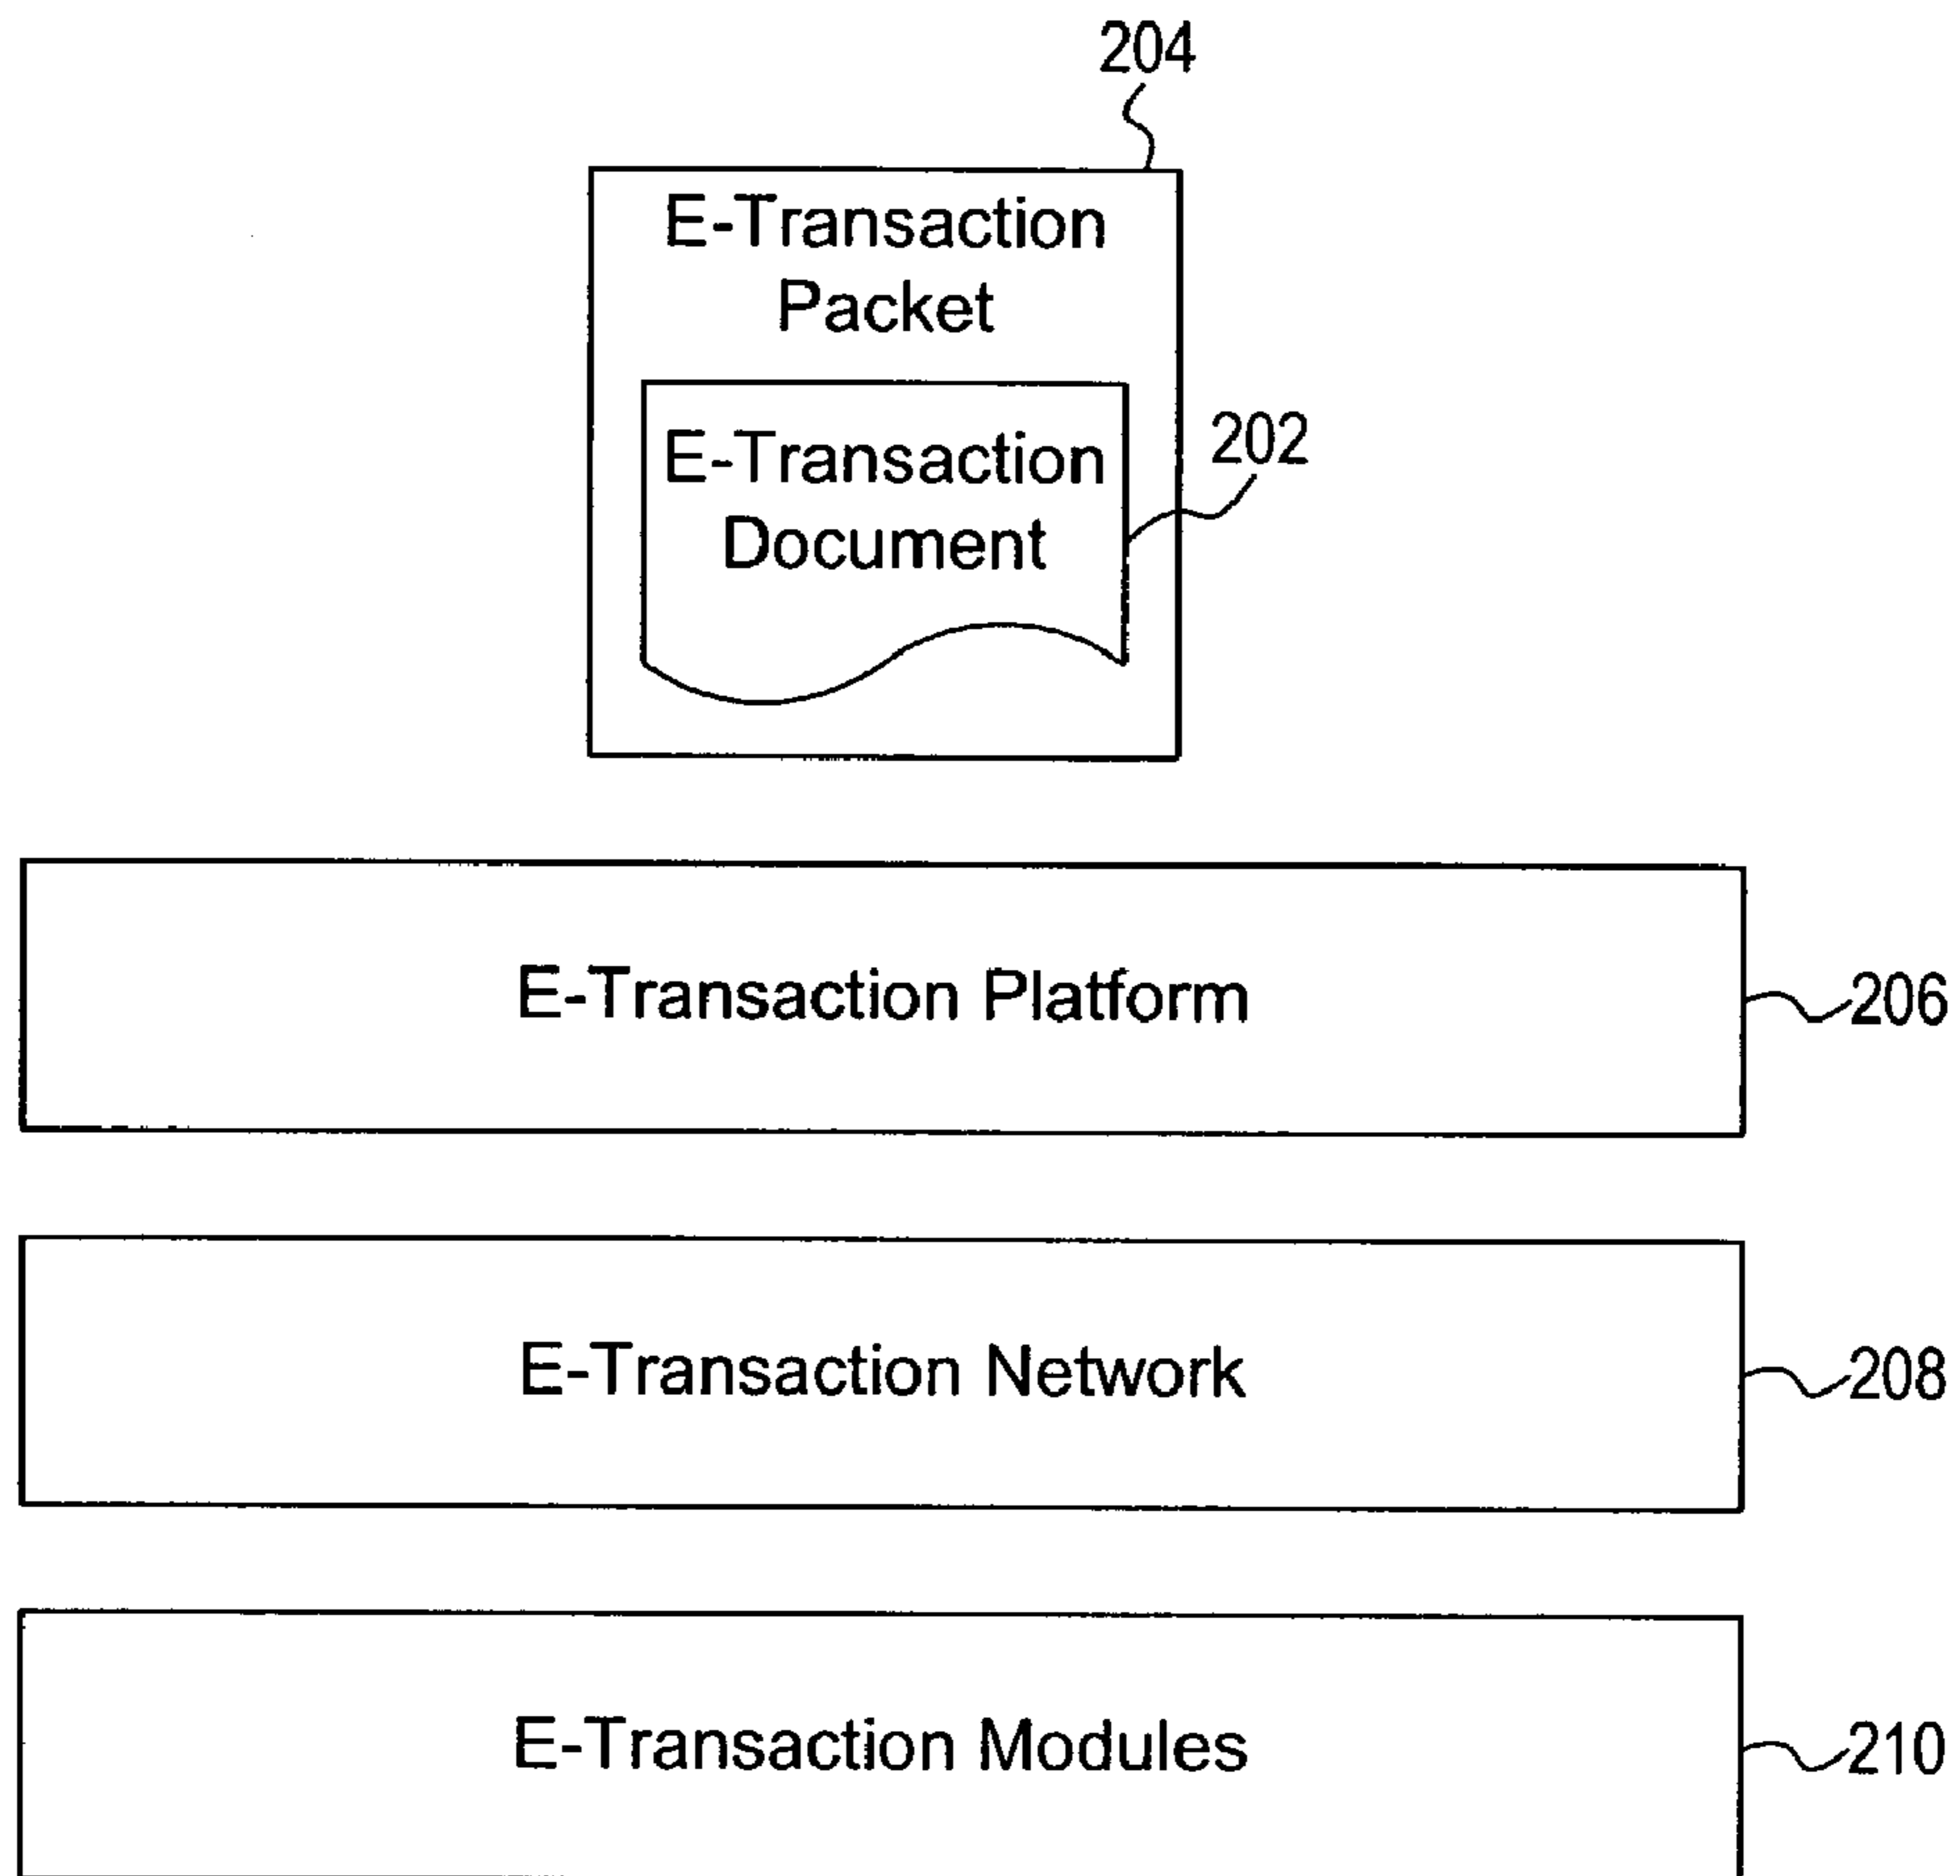 204
E-Transaction
Packet
E-Transaction
Document
202
E-Transaction Platform
206
E-Transaction Network
208
E-Transaction Modules
210